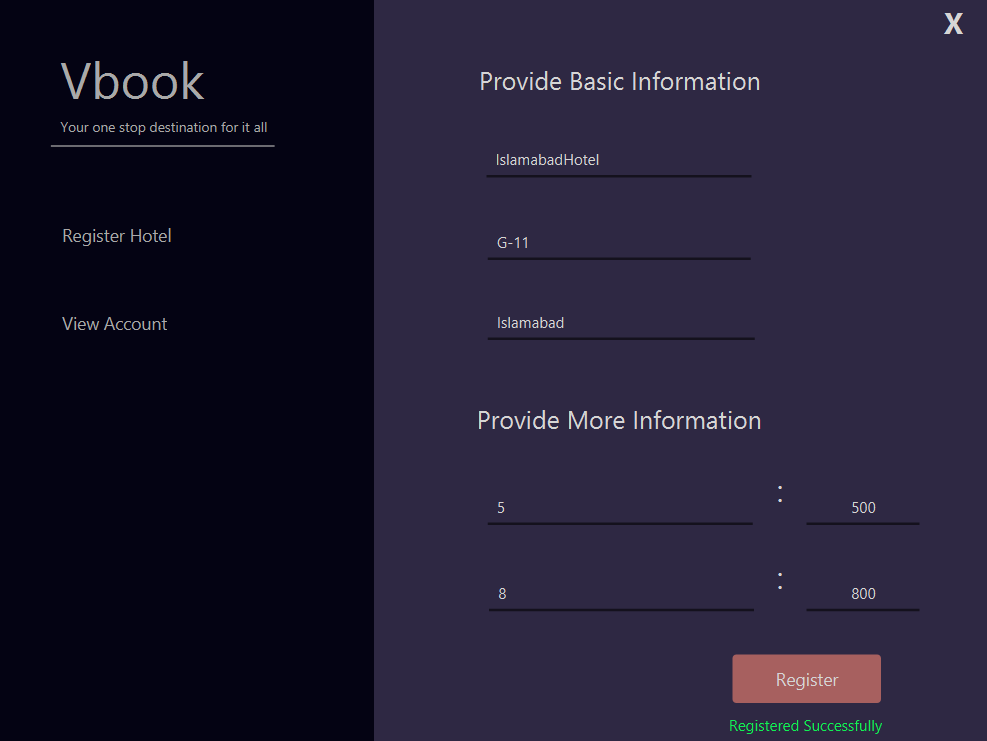 X
Vbook
Your one stop destination for it all
Register Hotel
View Account
Provide Basic Information
IslamabadHotel
G-11
Islamabad
Provide More Information
5 : 500
8 : 800
Register
Registered Successfully